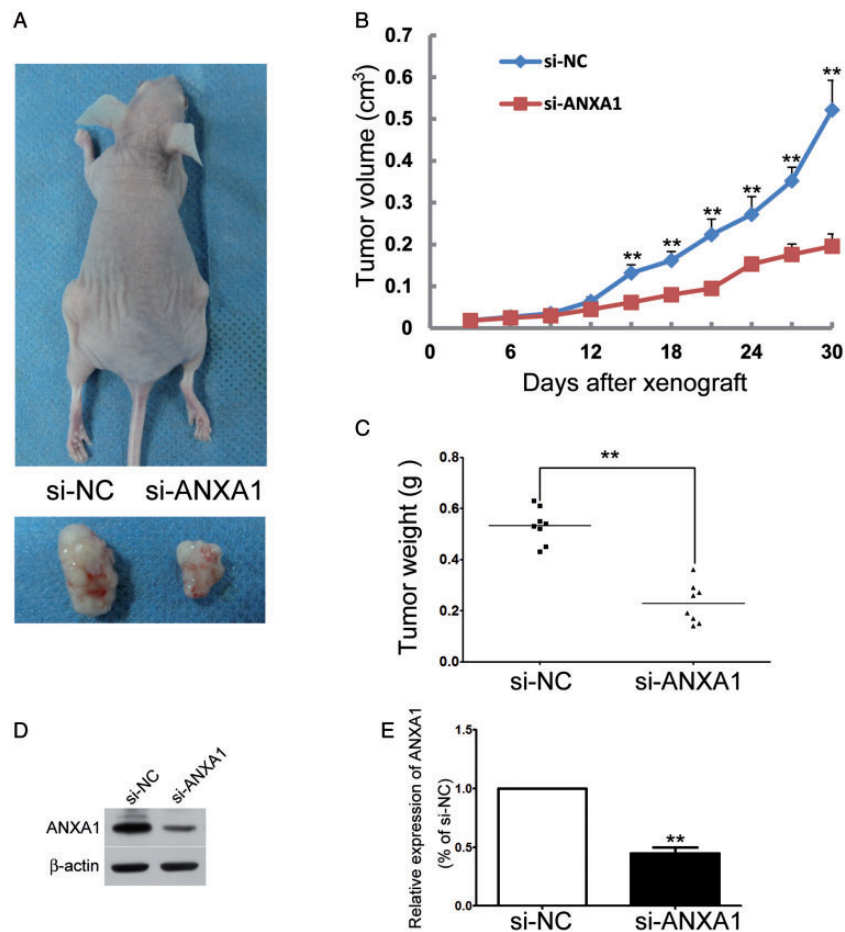 A
si-NC si-ANXA1
B
Tumor volume (cm³)
0.7
0.6
0.5
0.4
0.3
0.2
0.1
0
si-NC
si-ANXA1
**
**
**
**
**
**
0 6 12 18 24 30
Days after xenograft
C
Tumor weight (g )
0.8
0.6
0.4
0.2
0.0
**
si-NC si-ANXA1
D
si-NC si-ANXA1
ANXA1
β-actin
E
Relative expression of ANXA1
(% of si-NC)
1.5
1.0
0.5
0.0
**
si-NC si-ANXA1